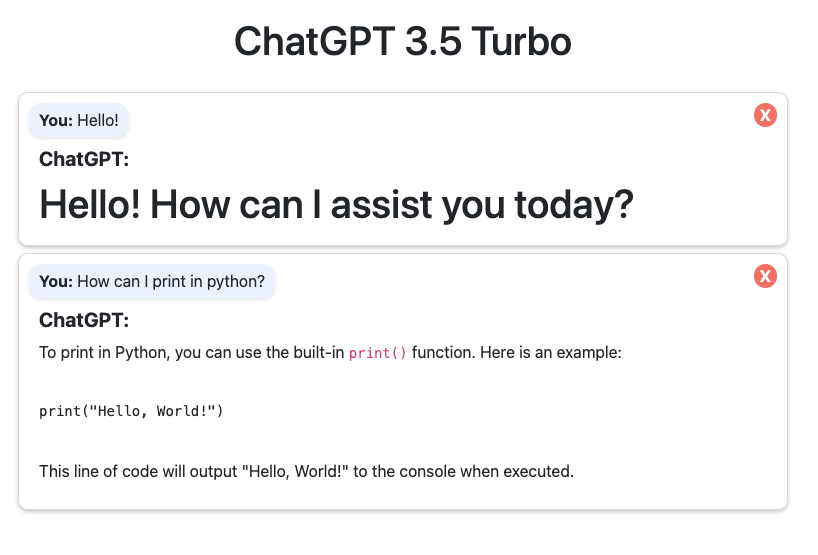 ChatGPT 3.5 Turbo
You: Hello!
X
ChatGPT:
Hello! How can I assist you today?
You: How can I print in python?
X
ChatGPT:
To print in Python, you can use the built-in print() function. Here is an example:
print("Hello, World!")
This line of code will output "Hello, World!" to the console when executed.